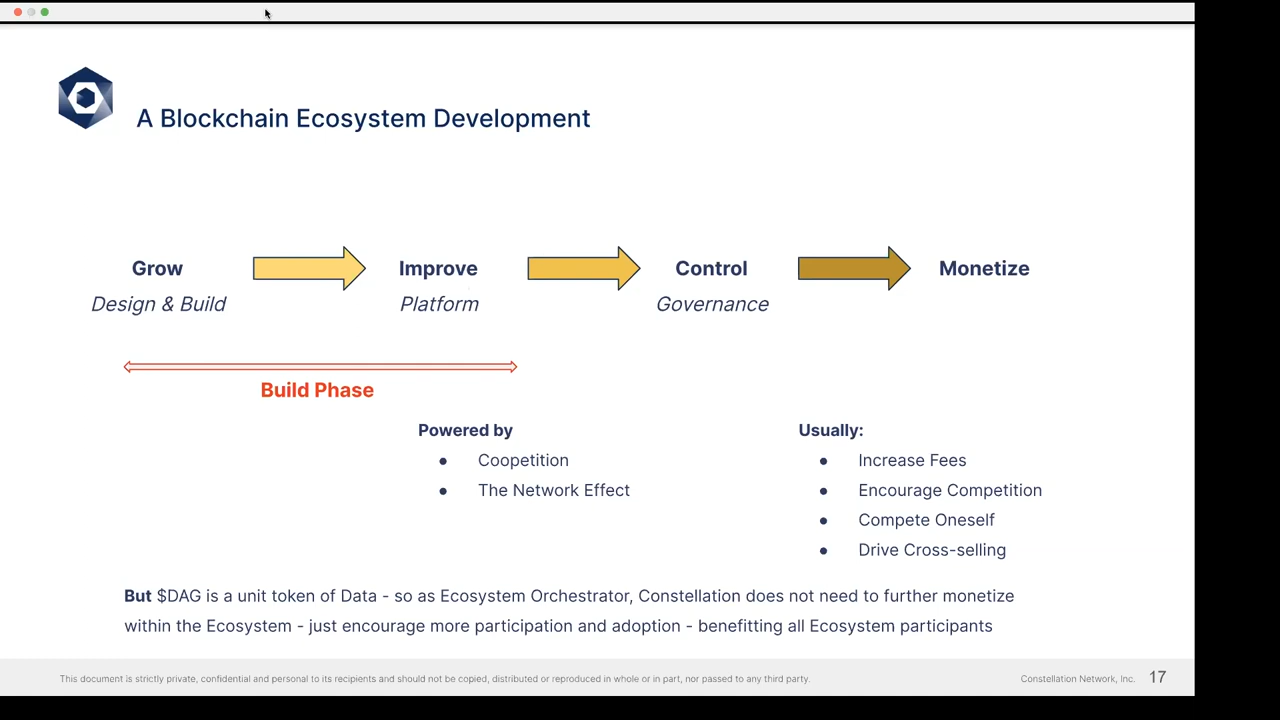 A Blockchain Ecosystem Development
Grow
Improve
Control
Monetize
Design & Build
Platform
Governance
Build Phase
Powered by
● Coopetition
● The Network Effect
Usually:
● Increase Fees
● Encourage Competition
● Compete Oneself
● Drive Cross-selling
But $DAG is a unit token of Data - so as Ecosystem Orchestrator, Constellation does not need to further monetize
within the Ecosystem - just encourage more participation and adoption - benefitting all Ecosystem participants
This document is strictly private, confidential and personal to its recipients and should not be copied, distributed or reproduced in whole or in part, nor passed to any third party.
Constellation Network, Inc. 17